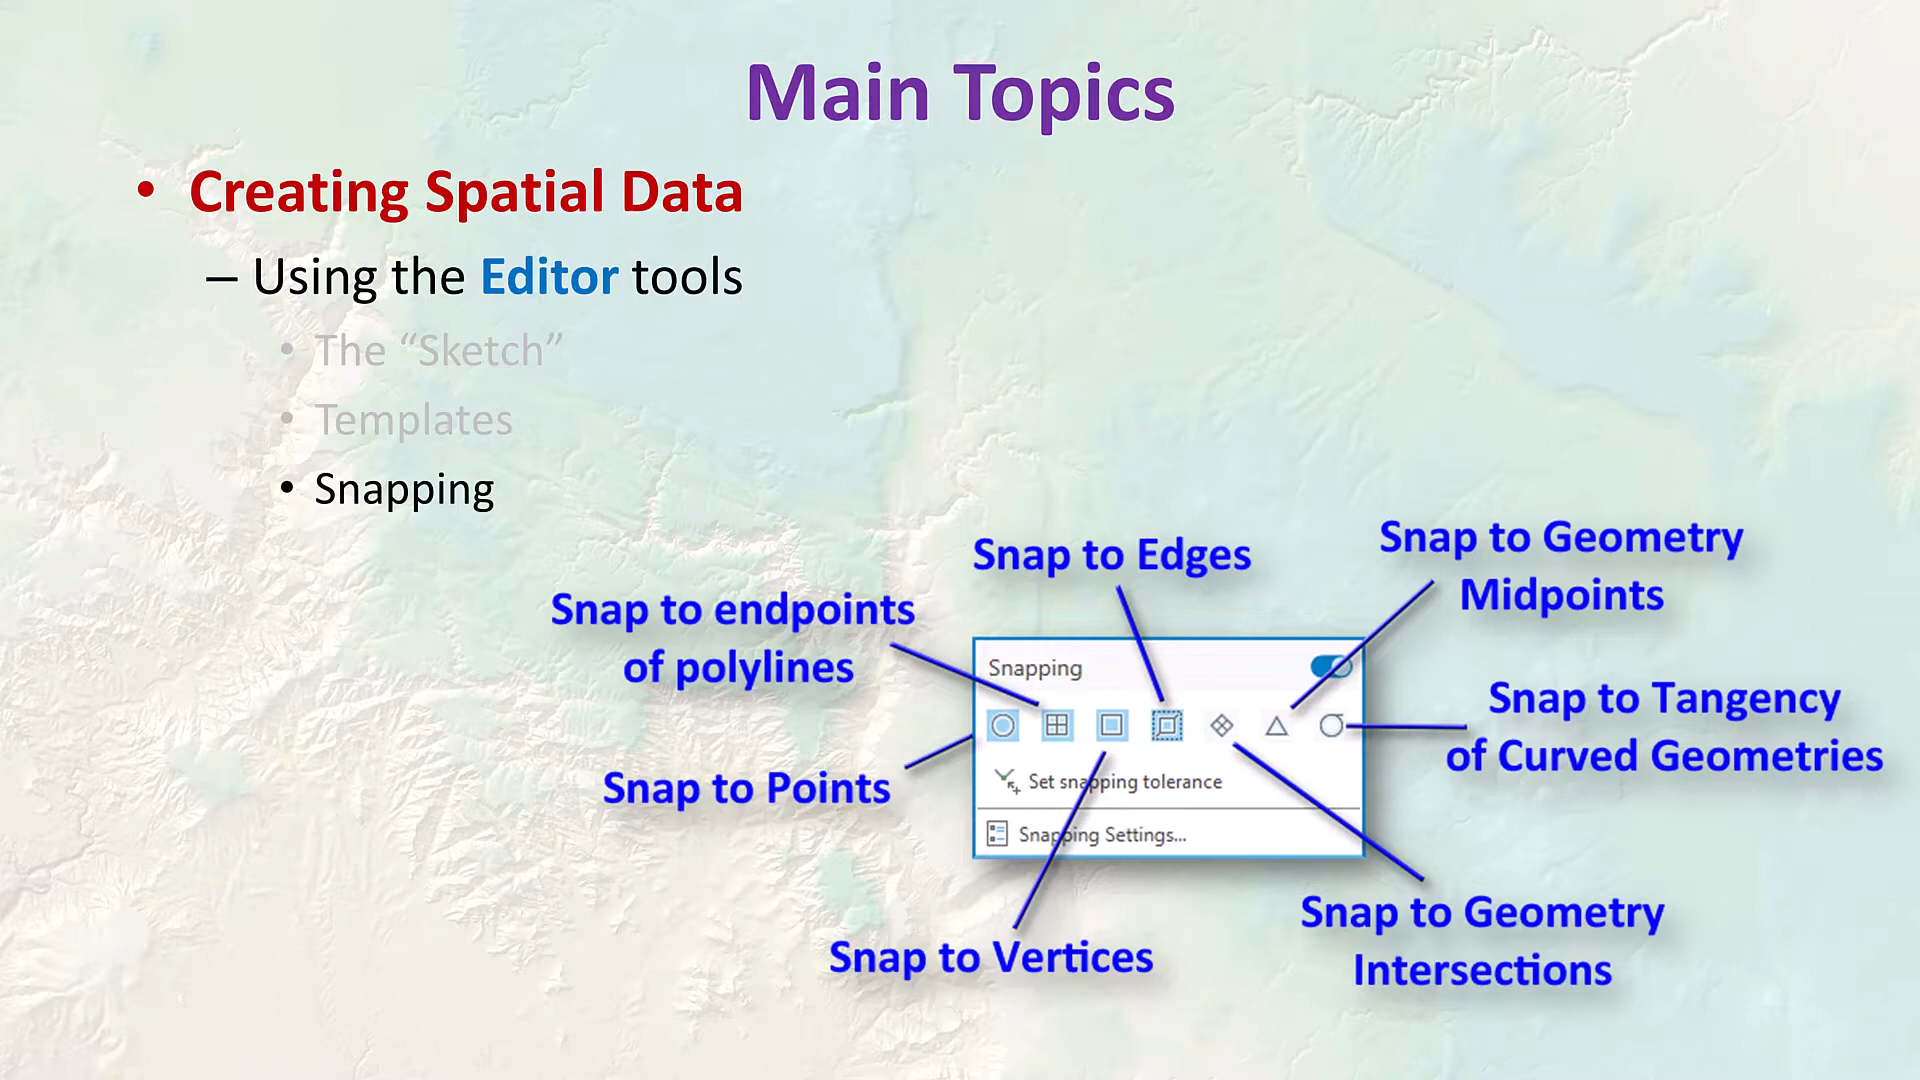 Main Topics
• Creating Spatial Data
– Using the Editor tools
• The “Sketch”
• Templates
• Snapping
Snap to Edges
Snap to Geometry
Midpoints
Snap to endpoints
of polylines
Snapping
Snap to Tangency
of Curved Geometries
Snap to Points
Set snapping tolerance
Snapping Settings...
Snap to Vertices
Snap to Geometry
Intersections